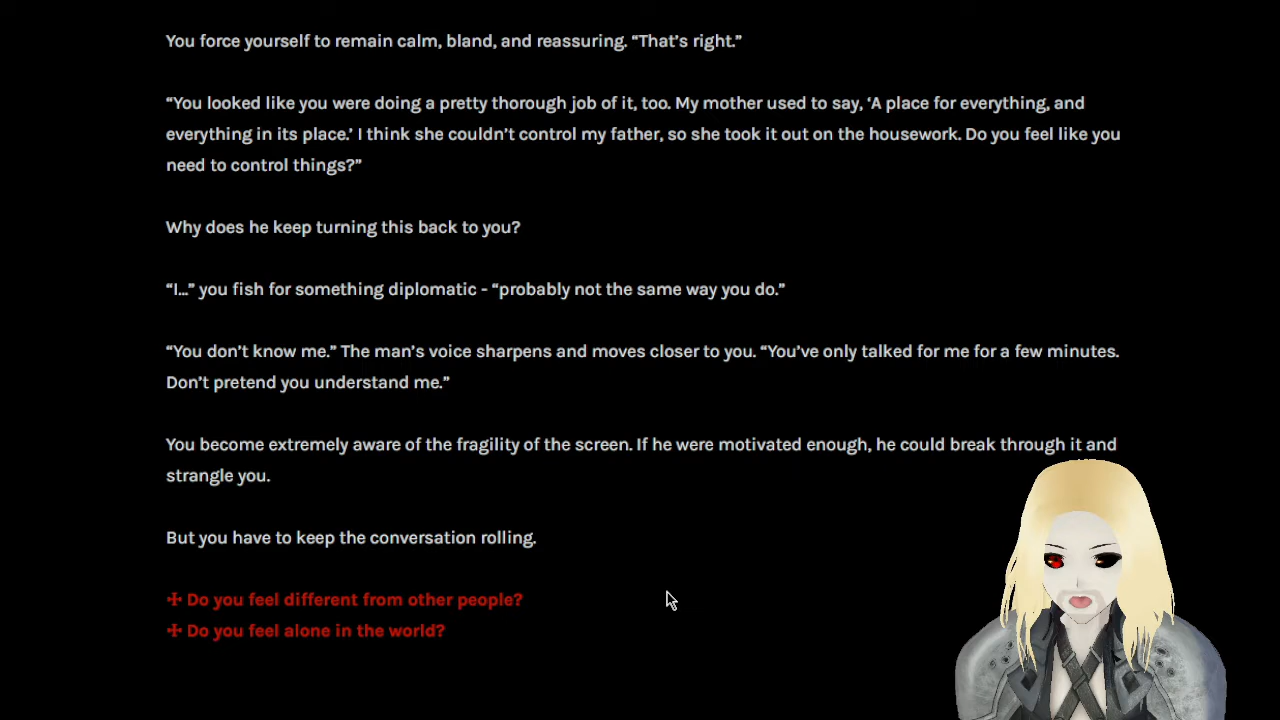 You force yourself to remain calm, bland, and reassuring. “That’s right.”
“You looked like you were doing a pretty thorough job of it, too. My mother used to say, ‘A place for everything, and
everything in its place.’ I think she couldn’t control my father, so she took it out on the housework. Do you feel like you
need to control things?”
Why does he keep turning this back to you?
“I…” you fish for something diplomatic - “probably not the same way you do.”
“You don’t know me.” The man’s voice sharpens and moves closer to you. “You’ve only talked for me for a few minutes.
Don’t pretend you understand me.”
You become extremely aware of the fragility of the screen. If he were motivated enough, he could break through it and
strangle you.
But you have to keep the conversation rolling.
☩ Do you feel different from other people?
☩ Do you feel alone in the world?